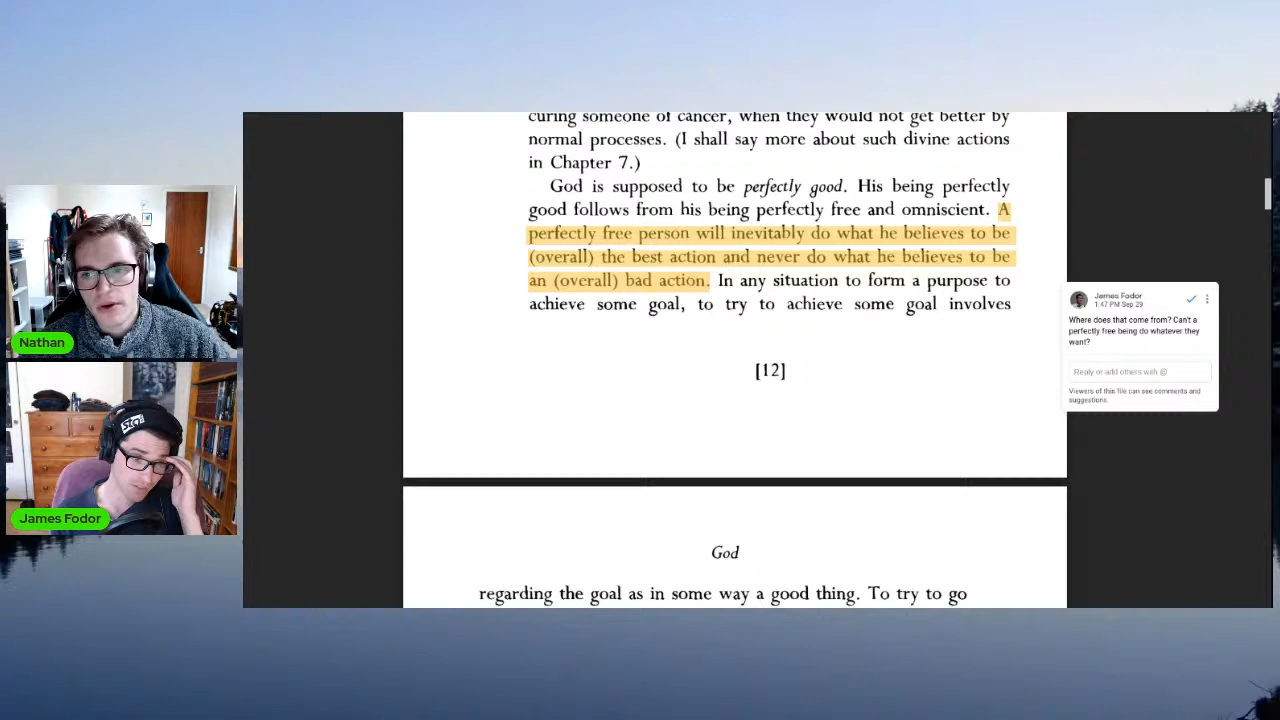 curing someone of cancer, when they would not get better by
normal processes. (I shall say more about such divine actions
in Chapter 7.)
God is supposed to be perfectly good. His being perfectly
good follows from his being perfectly free and omniscient. A
perfectly free person will inevitably do what he believes to be
(overall) the best action and never do what he believes to be
an (overall) bad action. In any situation to form a purpose to
achieve some goal, to try to achieve some goal involves
[12]
God
regarding the goal as in some way a good thing. To try to go
James Fodor
1:47 PM Sep 29
Where does that come from? Can't a
perfectly free being do whatever they
want?
Reply or add others with @
Viewers of this file can see comments and
suggestions.
Nathan
James Fodor